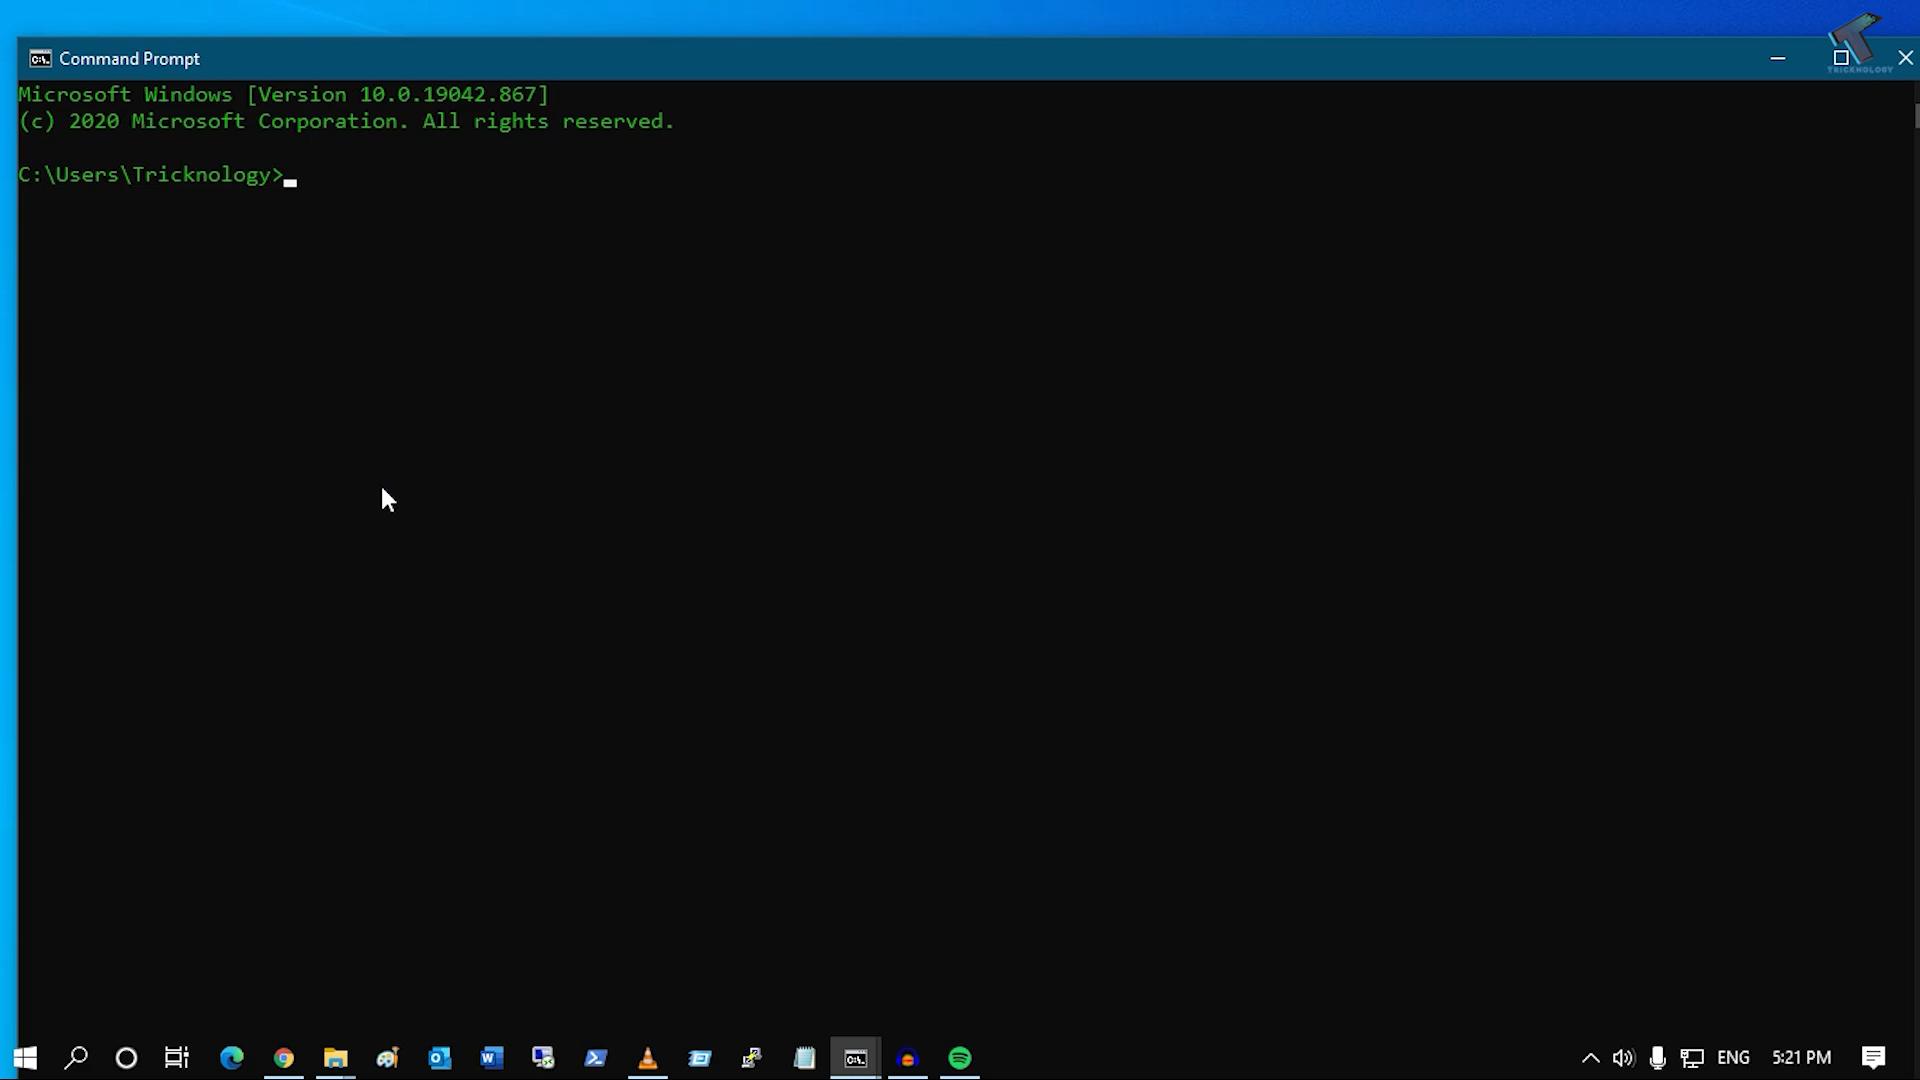 TRICKNOLOGY
Command Prompt
Microsoft Windows [Version 10.0.19042.867]
(c) 2020 Microsoft Corporation. All rights reserved.
C:\Users\Tricknology>
ENG
5:21 PM